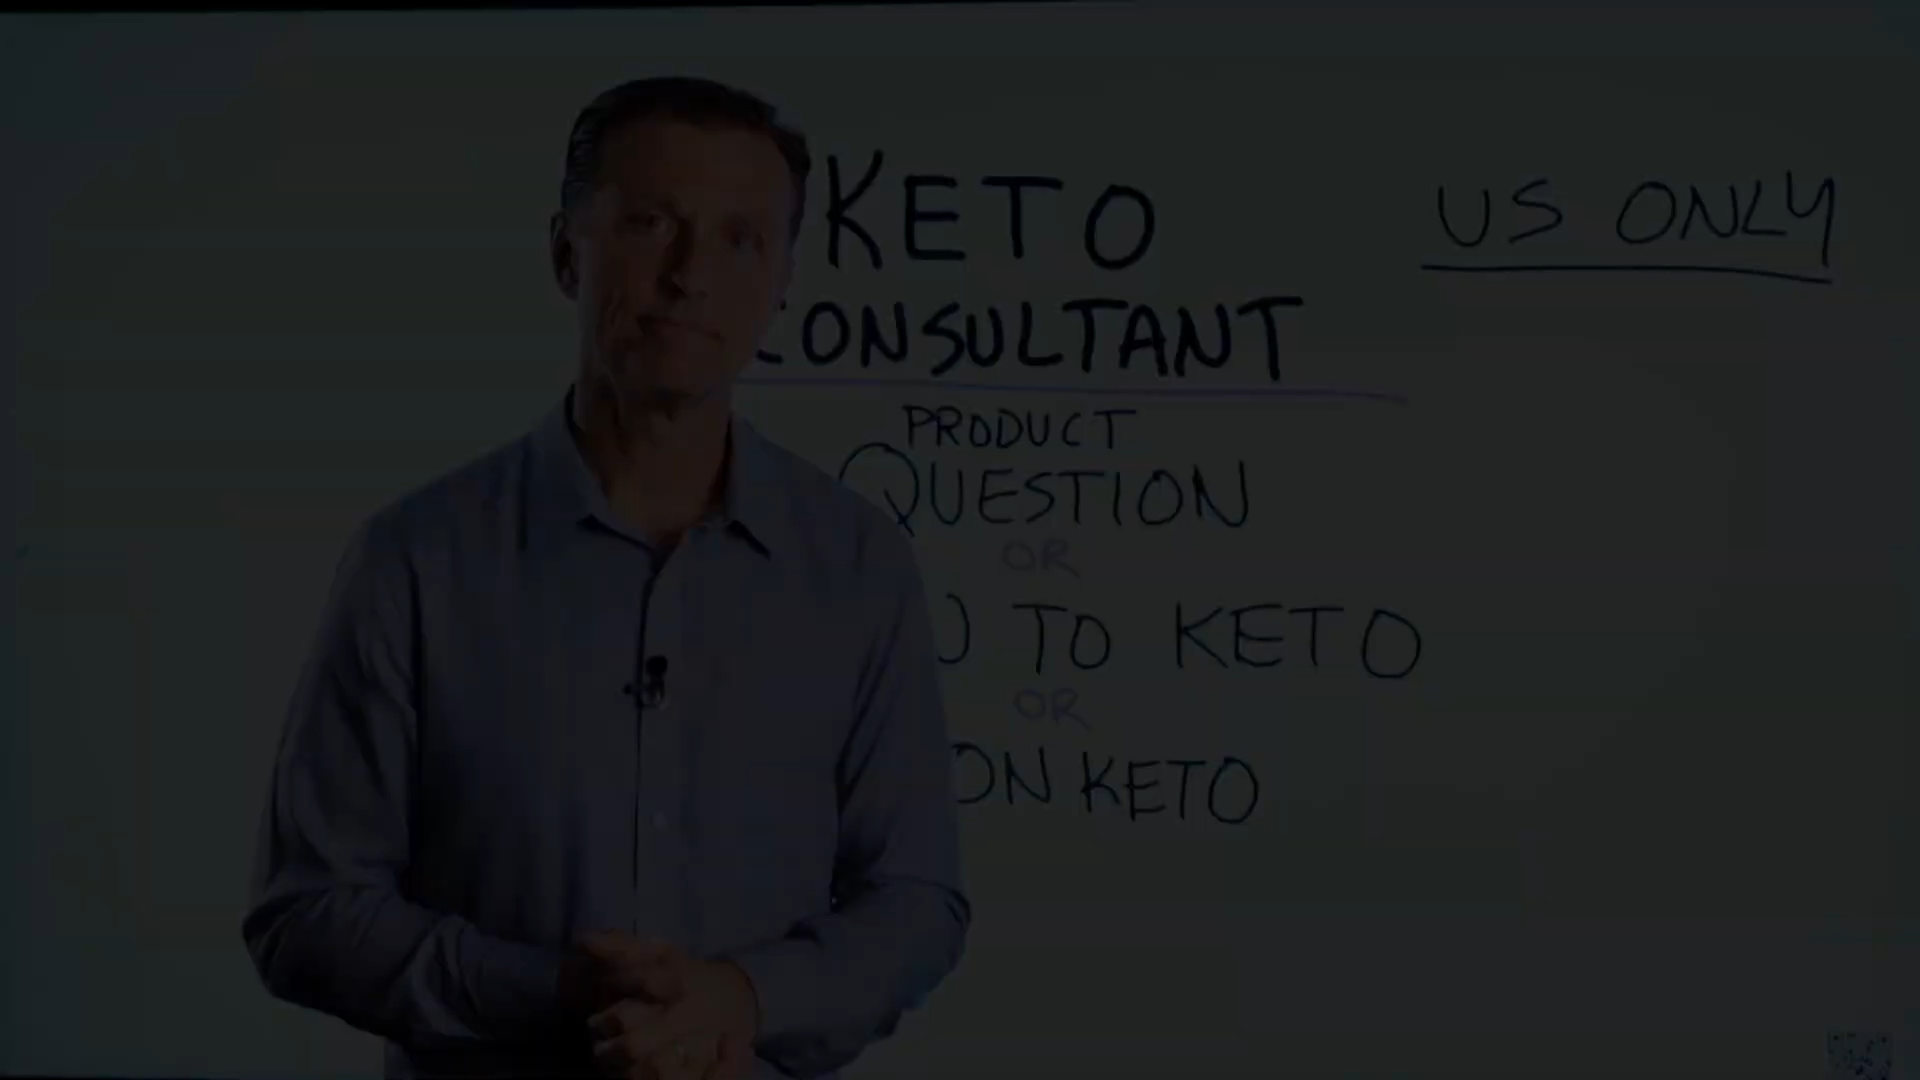 KETO
US ONLY
CONSULTANT
PRODUCT
QUESTION
OR
TO KETO
OR
ON KETO